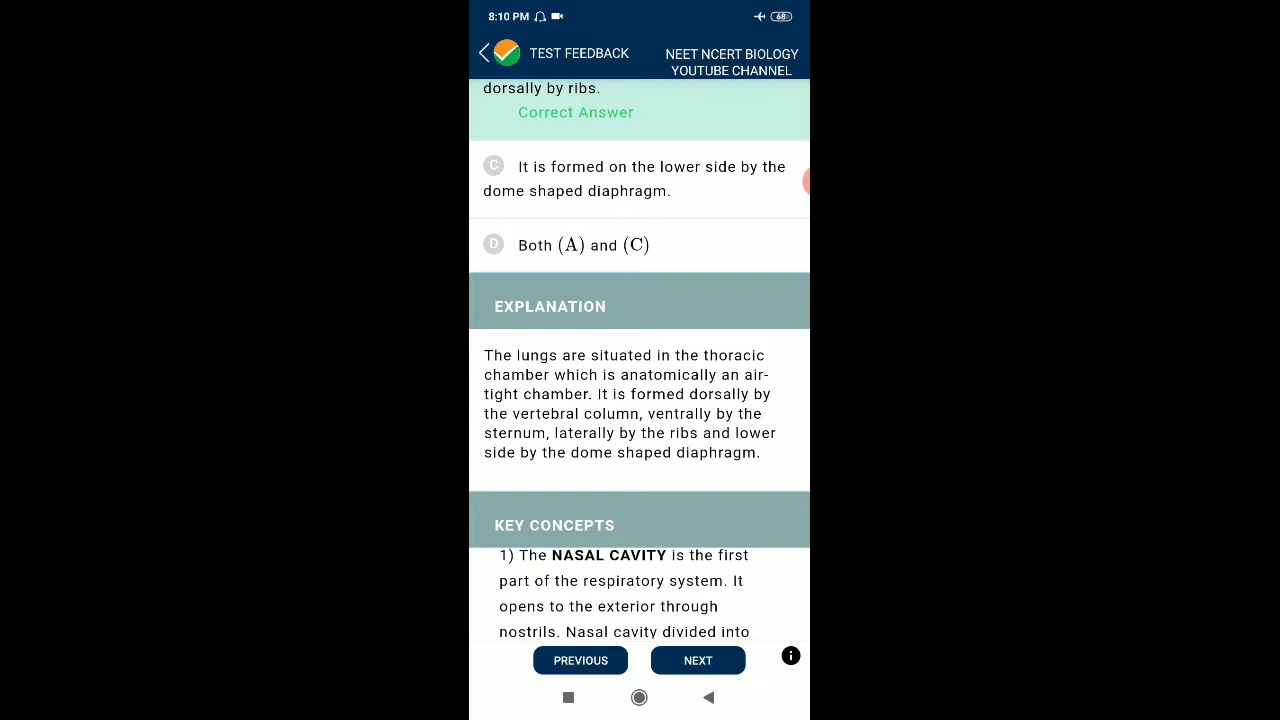 8:10 PM
68
TEST FEEDBACK
NEET NCERT BIOLOGY
YOUTUBE CHANNEL
dorsally by ribs.
Correct Answer
C It is formed on the lower side by the
dome shaped diaphragm.
D Both (A) and (C)
EXPLANATION
The lungs are situated in the thoracic
chamber which is anatomically an air-
tight chamber. It is formed dorsally by
the vertebral column, ventrally by the
sternum, laterally by the ribs and lower
side by the dome shaped diaphragm.
KEY CONCEPTS
1) The NASAL CAVITY is the first
part of the respiratory system. It
opens to the exterior through
nostrils. Nasal cavity divided into
PREVIOUS
NEXT